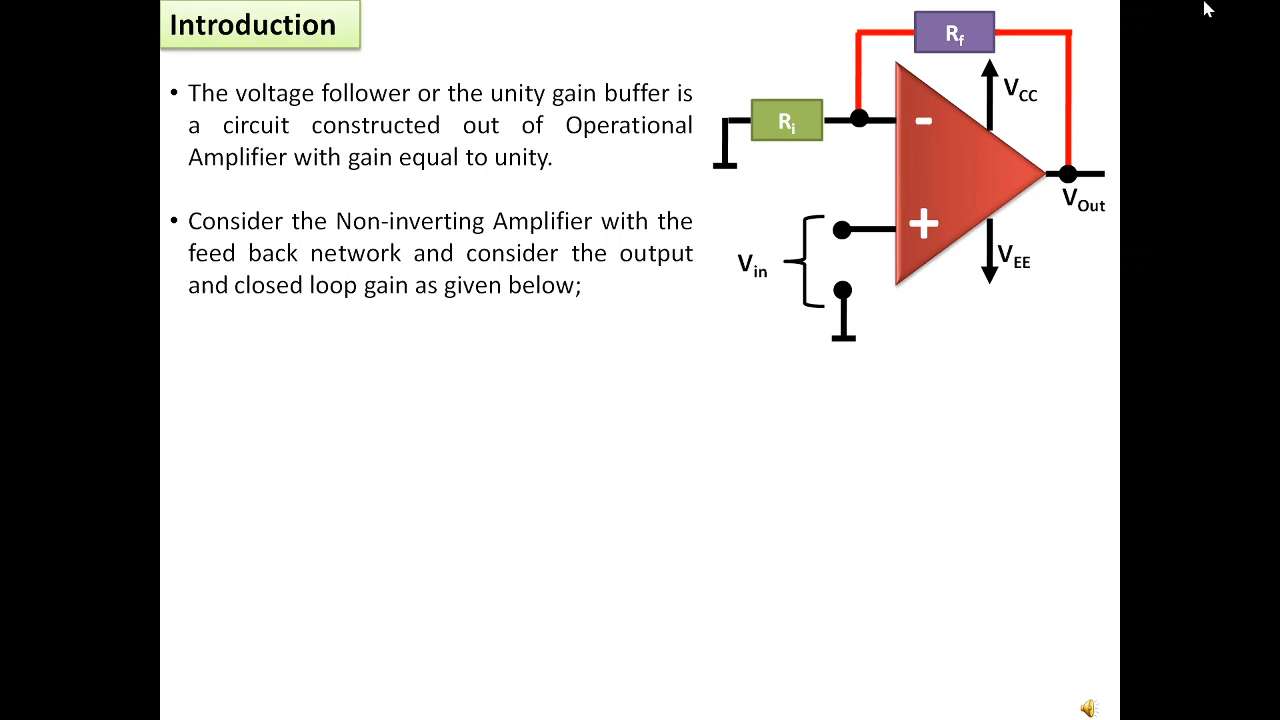 Introduction
• The voltage follower or the unity gain buffer is
a circuit constructed out of Operational
Amplifier with gain equal to unity.
• Consider the Non-inverting Amplifier with the
feed back network and consider the output
and closed loop gain as given below;
Rf
VCC
Ri
-
VOut
+
VEE
Vin